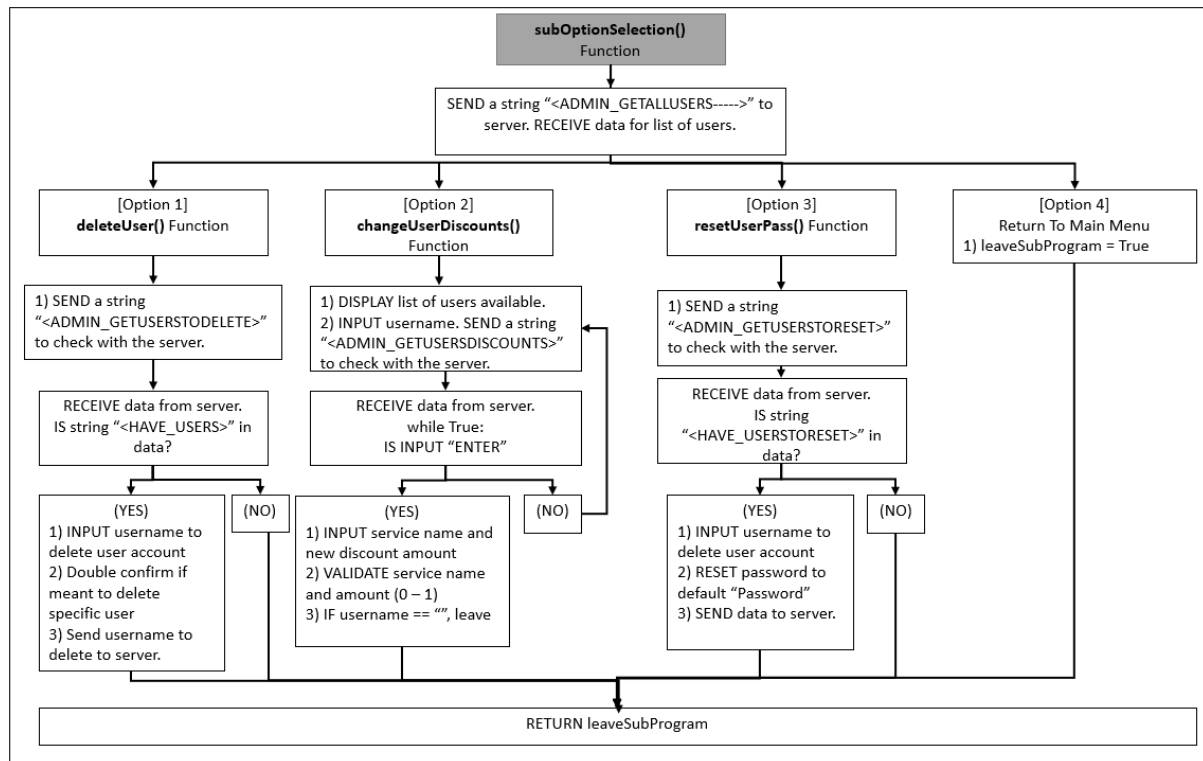 subOptionSelection()
Function
SEND a string “<ADMIN_GETALLUSERS----->” to
server. RECEIVE data for list of users.
[Option 1]
deleteUser() Function
[Option 2]
changeUserDiscounts()
Function
[Option 3]
resetUserPass() Function
[Option 4]
Return To Main Menu
1) leaveSubProgram = True
1) SEND a string
“<ADMIN_GETUSERSTODELETE>”
to check with the server.
1) DISPLAY list of users available.
2) INPUT username. SEND a string
“<ADMIN_GETUSERSDISCOUNTS>”
to check with the server.
1) SEND a string
“<ADMIN_GETUSERSTORESET>”
to check with the server.
RECEIVE data from server.
IS string “<HAVE_USERS>” in
data?
RECEIVE data from server.
while True:
IS INPUT “ENTER”
RECEIVE data from server.
IS string
“<HAVE_USERSTORESET>” in
data?
(YES)
1) INPUT username to
delete user account
2) Double confirm if
meant to delete
specific user
3) Send username to
delete to server.
(NO)
(YES)
1) INPUT service name and
new discount amount
2) VALIDATE service name
and amount (0 – 1)
3) IF username == “”, leave
(NO)
(YES)
1) INPUT username to
delete user account
2) RESET password to
default “Password”
3) SEND data to server.
(NO)
RETURN leaveSubProgram